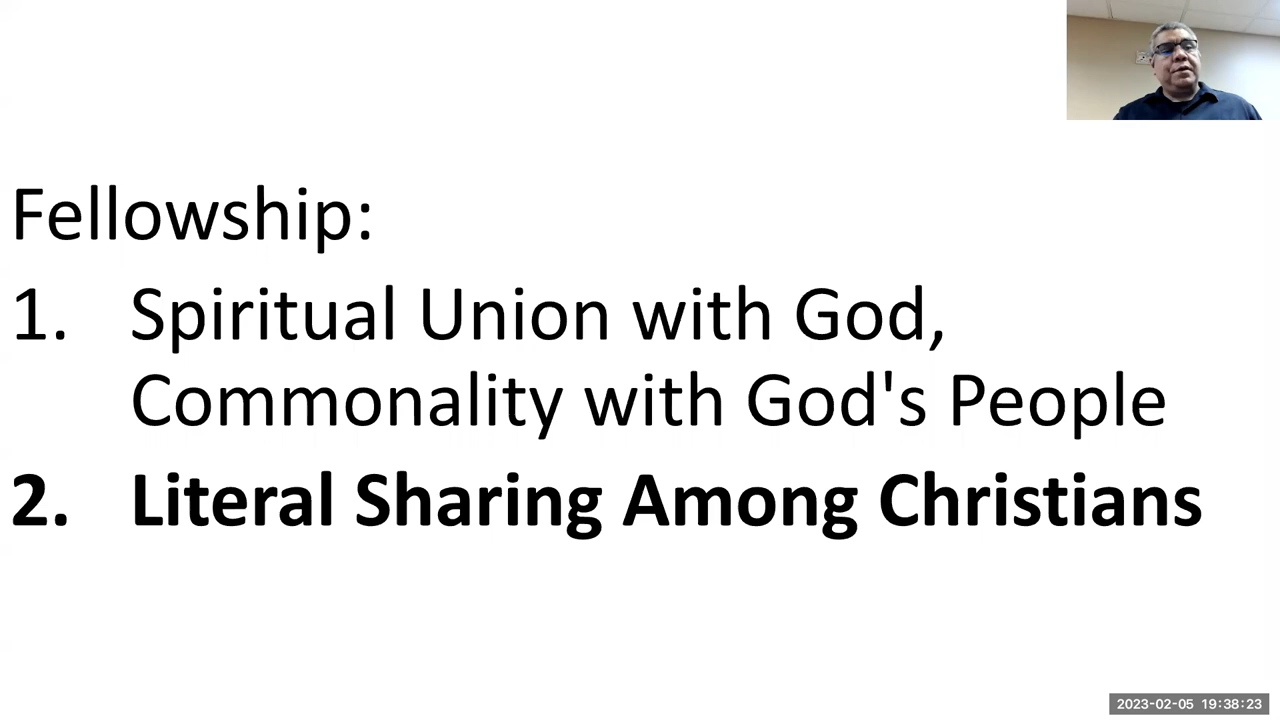 Fellowship:
1. Spiritual Union with God,
Commonality with God's People
2. Literal Sharing Among Christians
2023-02-05 19:38:23